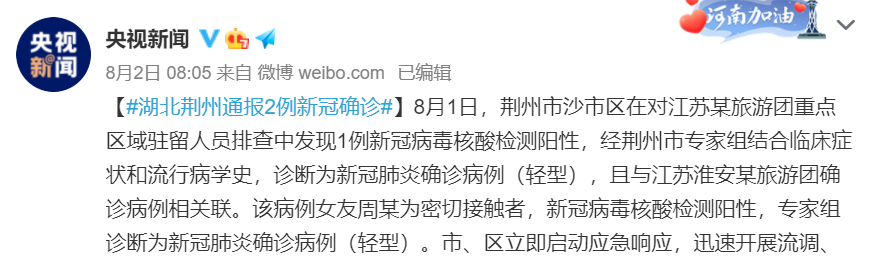 河南加油
央视新闻
央视
新闻
8月2日 08:05 来自 微博 weibo.com 已编辑
【#湖北荆州通报2例新冠确诊#】8月1日，荆州市沙市区在对江苏某旅游团重点
区域驻留人员排查中发现1例新冠病毒核酸检测阳性，经荆州市专家组结合临床症
状和流行病学史，诊断为新冠肺炎确诊病例（轻型），且与江苏淮安某旅游团确
诊病例相关联。该病例女友周某为密切接触者，新冠病毒核酸检测阳性，专家组
诊断为新冠肺炎确诊病例（轻型）。市、区立即启动应急响应，迅速开展流调、